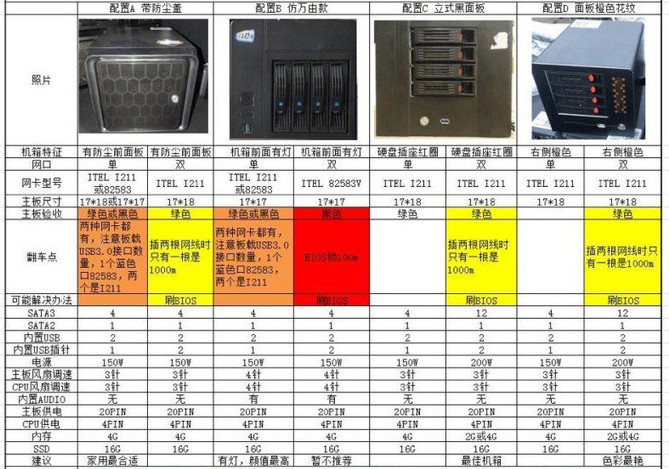 配置A 带防尘盖 配置B 仿万由款 配置C 立式黑面板 配置D 面板橙色花纹
照片
机箱特征 有防尘前面板 有防尘前面板 机箱前面有灯 机箱前面有灯 硬盘插座红圈 硬盘插座红圈 右侧橙色 右侧橙色
网口 单 双 单 双 单 双 单 双
网卡型号 ITEL I211或82583 ITEL I211 ITEL I211或82583V ITEL 82583V ITEL I211 ITEL I211 ITEL I211 ITEL I211
主板尺寸 17*18或17*17 17*18 17*18或17*17 17*17 17*18 17*18 17*18 17*18
主板验收 绿色或黑色 绿色 绿色或黑色 黑色 绿色 绿色 绿色 绿色
翻车点 两种网卡都有，注意板载USB3.0接口数量，1个蓝色口82583，两个是I211 插两根网线时只有一根是1000m 两种网卡都有，注意板载USB3.0接口数量，1个蓝色口82583，两个是I211 BIOS锁100m 插两根网线时只有一根是1000m 插两根网线时只有一根是1000m
可能解决办法 刷BIOS 刷BIOS 刷BIOS 刷BIOS
SATA3 4 4 4 4 4 12 4 12
SATA2 1 1 1 1 1 1 1 1
内置USB 2 2 2 2 2 2 2 2
内置USB插针 1 2 1 1 1 2 1 2
电源 150W 150W 150W 150W 150W 200W 150W 200W
主板风扇调速 3针 3针 4针 4针 3针 3针 3针 3针
CPU风扇调速 3针 3针 4针 4针 3针 3针 3针 3针
内置AUDIO 无 无 有 有 无 无 无 无
主板供电 20PIN 20PIN 20PIN 20PIN 20PIN 20PIN 20PIN 20PIN
CPU供电 4PIN 4PIN 4PIN 4PIN 4PIN 4PIN 4PIN 4PIN
内存 4G 4G 4G 4G 4G 2G或4G 4G 2G或4G
SSD 16G 16G 16G 16G 16G 16G 16G 16G
建议 家用最合适 有灯，颜值最高 暂不推荐 最佳机箱 色彩最艳